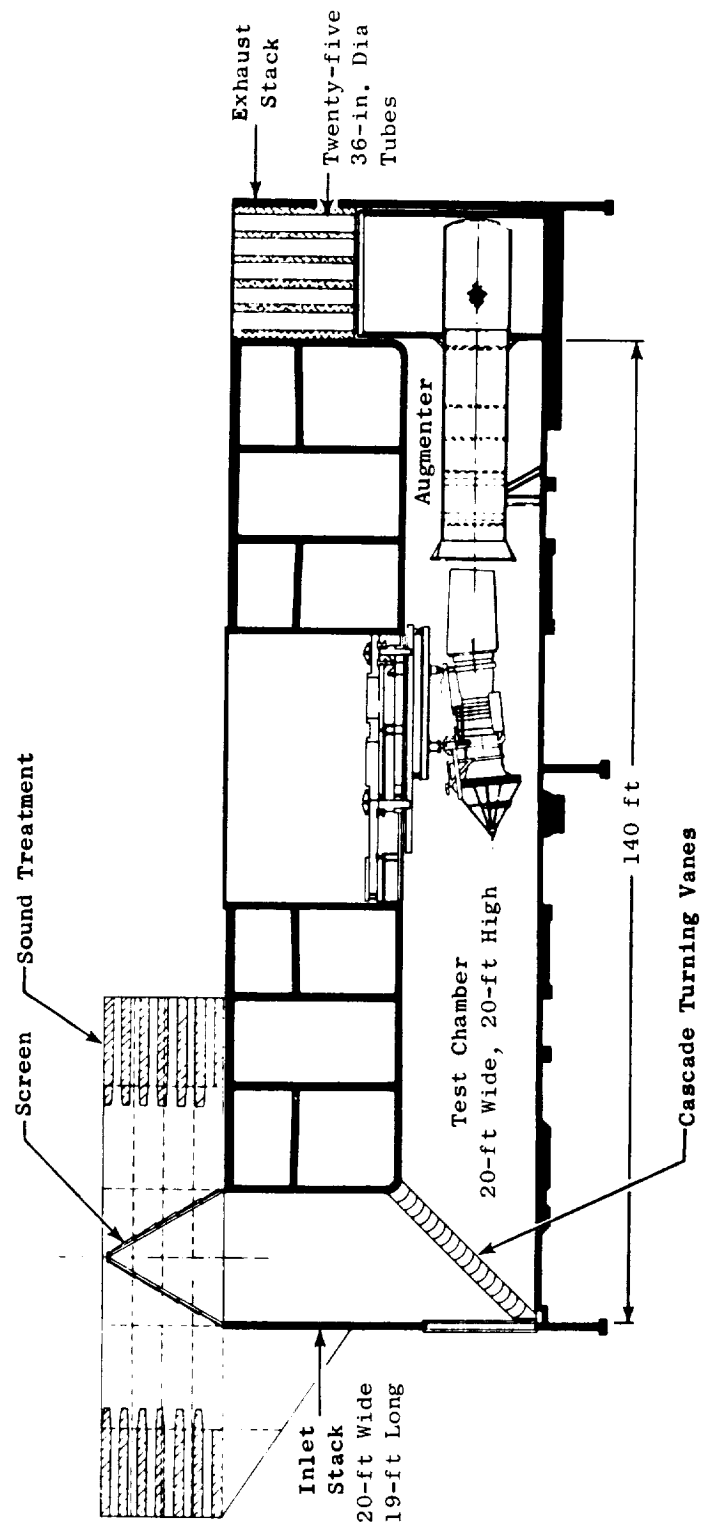 Screen
Sound Treatment
Exhaust
Stack
Twenty-five
36-in. Dia
Tubes
Augmenter
Inlet
Stack
20-ft Wide
19-ft Long
Test Chamber
20-ft Wide, 20-ft High
140 ft
Cascade Turning Vanes